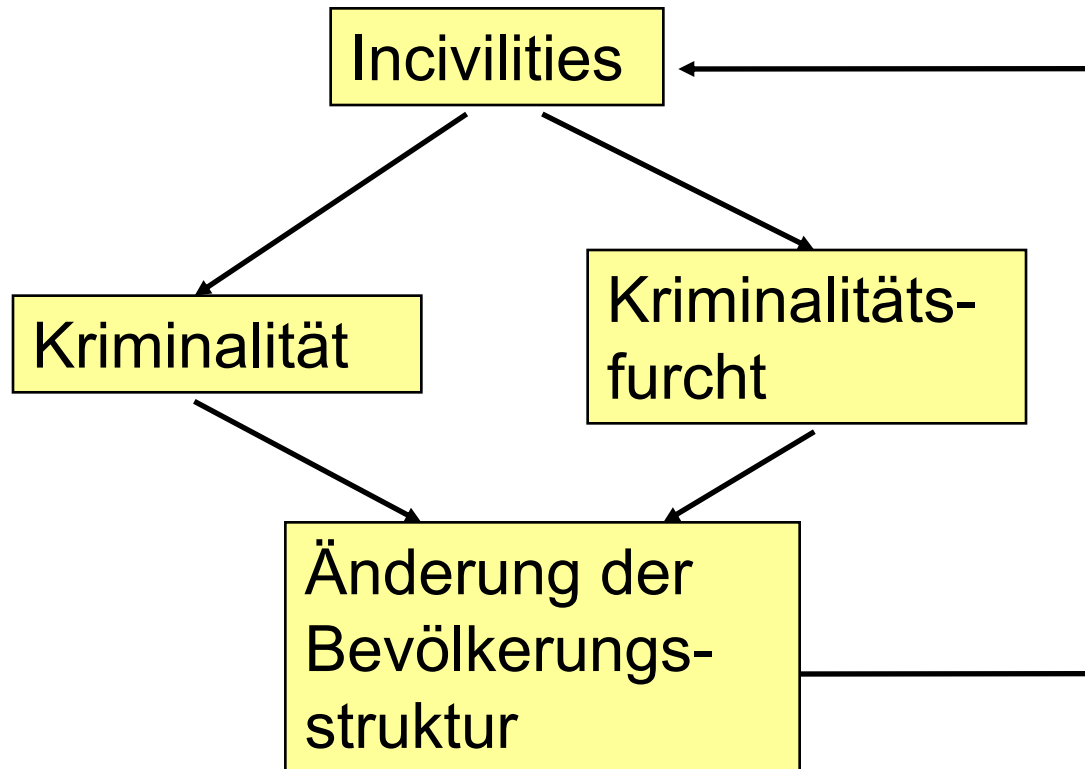 Incivilities
Kriminalität
Kriminalitäts-
furcht
Änderung der
Bevölkerungs-
struktur